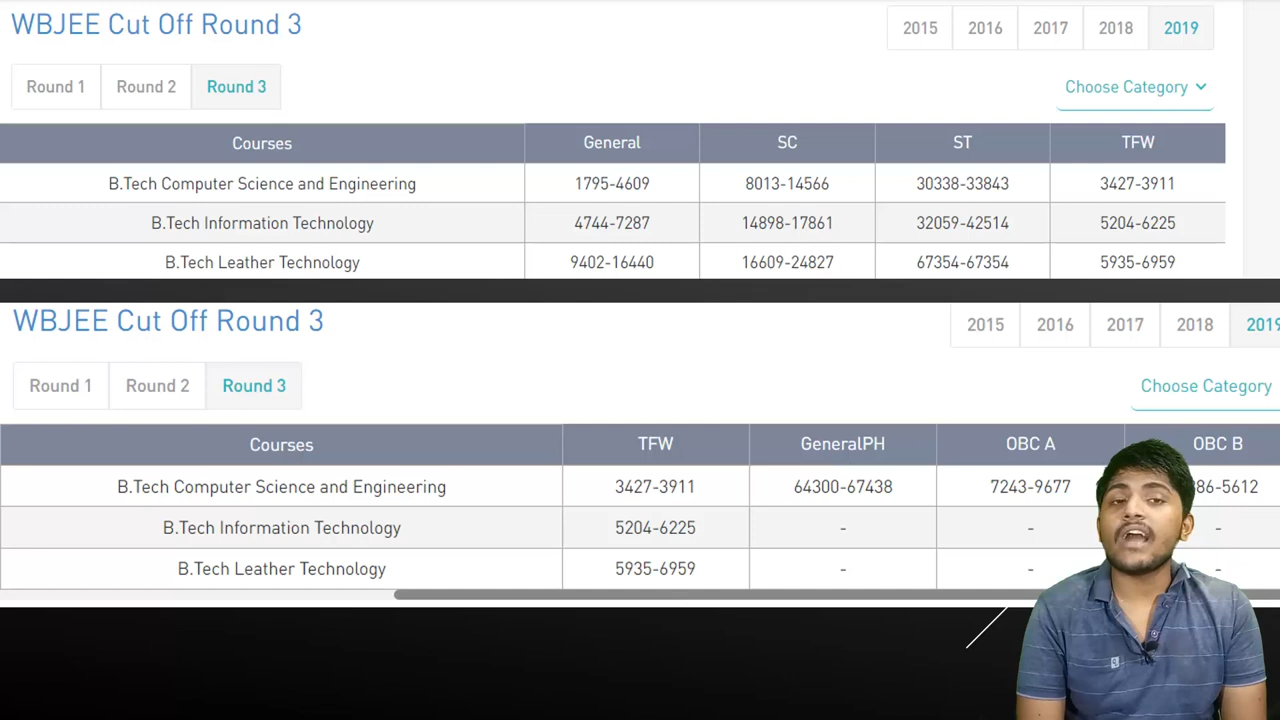 WBJEE Cut Off Round 3
2015 2016 2017 2018 2019
Round 1 Round 2 Round 3
Choose Category
Courses General SC ST TFW
B.Tech Computer Science and Engineering 1795-4609 8013-14566 30338-33843 3427-3911
B.Tech Information Technology 4744-7287 14898-17861 32059-42514 5204-6225
B.Tech Leather Technology 9402-16440 16609-24827 67354-67354 5935-6959
WBJEE Cut Off Round 3
2015 2016 2017 2018 2019
Round 1 Round 2 Round 3
Choose Category
Courses TFW GeneralPH OBC A OBC B
B.Tech Computer Science and Engineering 3427-3911 64300-67438 7243-9677
B.Tech Information Technology 5204-6225 - - -
B.Tech Leather Technology 5935-6959 - - -